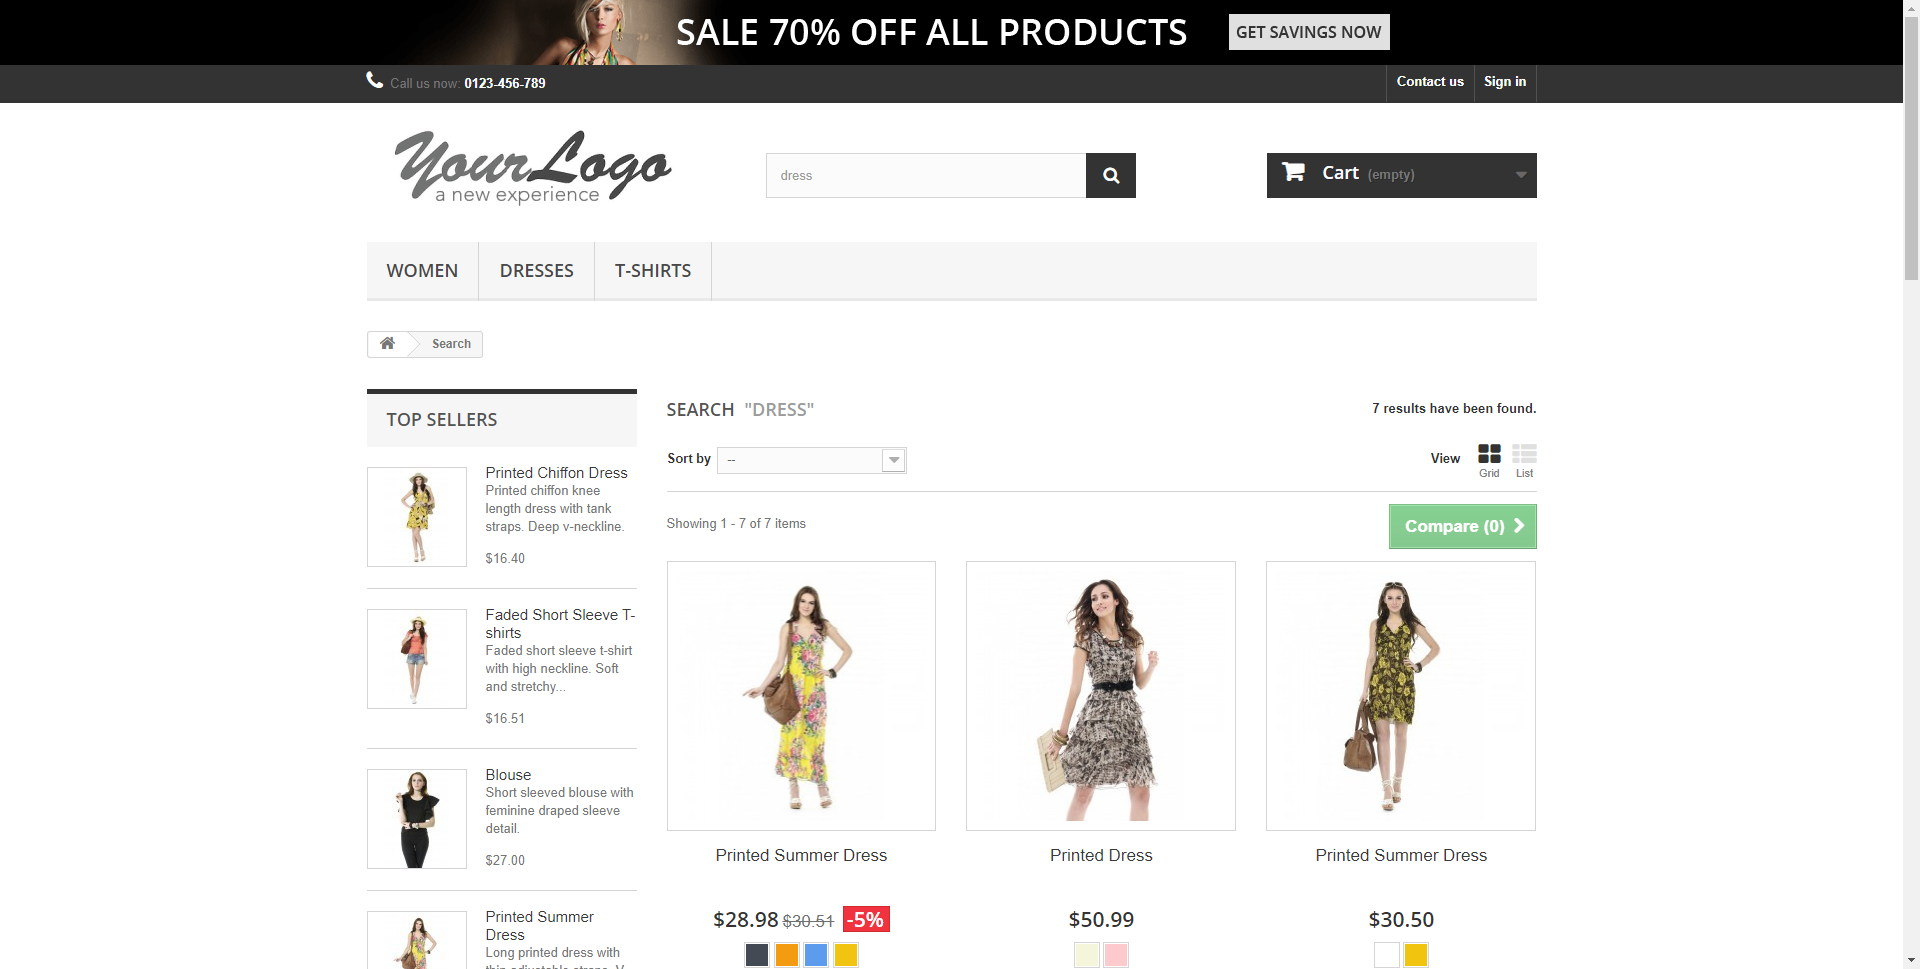 SALE 70% OFF ALL PRODUCTS
GET SAVINGS NOW
Call us now: 0123-456-789
Contact us
Sign in
YourLogo
a new experience
dress
Cart (empty)
WOMEN
DRESSES
T-SHIRTS
Search
TOP SELLERS
Printed Chiffon Dress
Printed chiffon knee
length dress with tank
straps. Deep v-neckline.
$16.40
Faded Short Sleeve T-
shirts
Faded short sleeve t-shirt
with high neckline. Soft
and stretchy...
$16.51
Blouse
Short sleeved blouse with
feminine draped sleeve
detail.
$27.00
Printed Summer
Dress
Long printed dress with
thin adjustable straps. V-
SEARCH "DRESS"
7 results have been found.
Sort by --
View
Grid
List
Showing 1 - 7 of 7 items
Compare (0)
Printed Summer Dress
$28.98 $30.51 -5%
Printed Dress
$50.99
Printed Summer Dress
$30.50